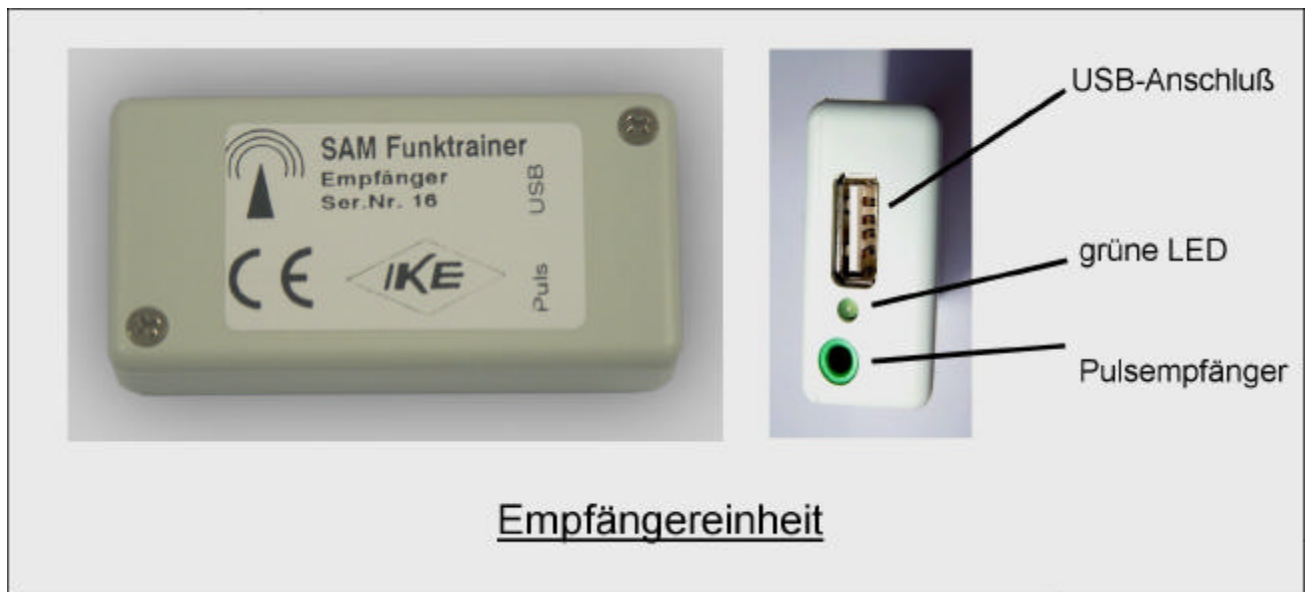 SAM Funktrainer
Empfänger
Ser.Nr. 16
USB
Puls
CE
IKE
USB-Anschluß
grüne LED
Pulsempfänger
Empfängereinheit